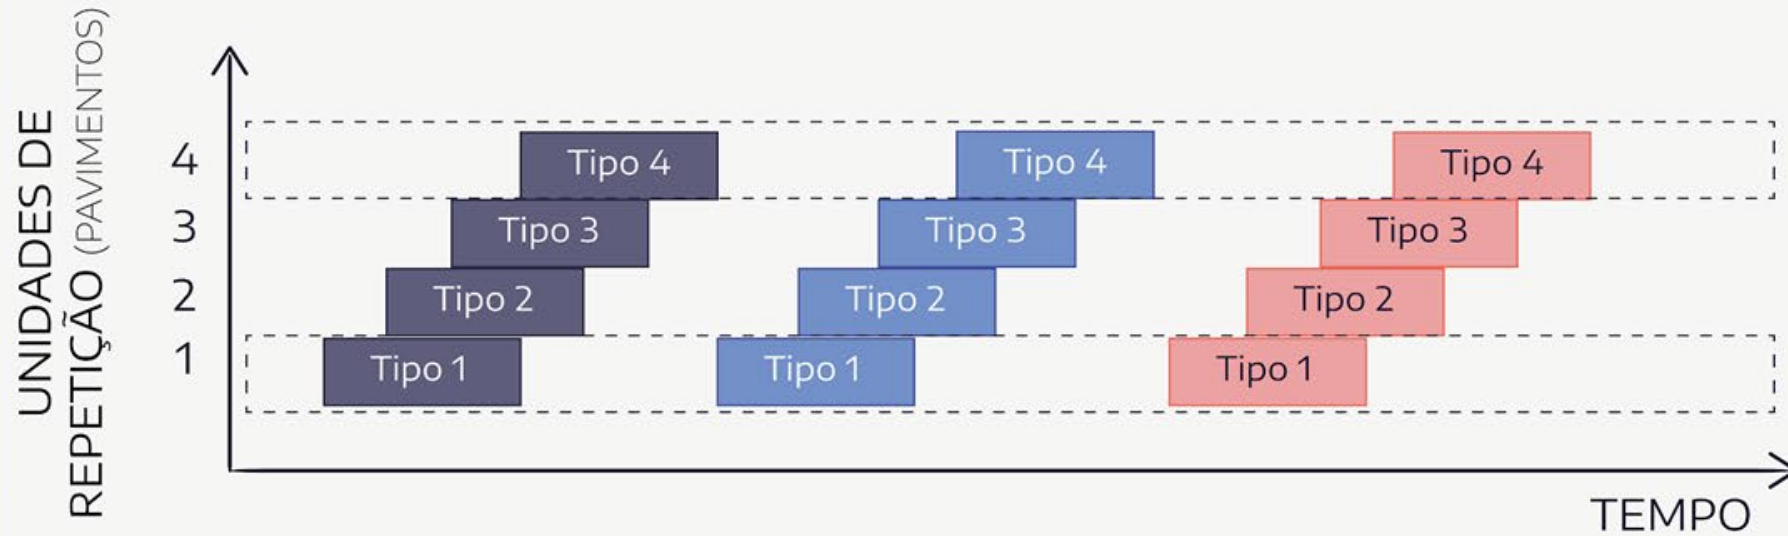 UNIDADES DE
REPETIÇÃO (PAVIMENTOS)
4
Tipo 4
Tipo 4
Tipo 4
3
Tipo 3
Tipo 3
Tipo 3
2
Tipo 2
Tipo 2
Tipo 2
1
Tipo 1
Tipo 1
Tipo 1
TEMPO